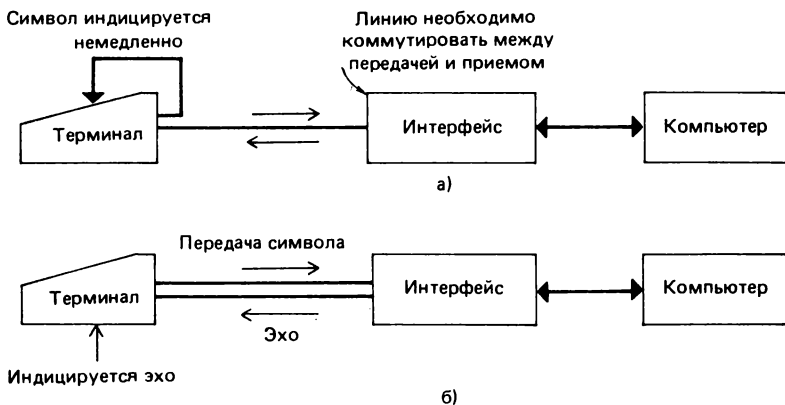 Символ индицируется
немедленно
Линию необходимо
коммутировать между
передачей и приемом
Терминал
Интерфейс
Компьютер
а)
Передача символа
Терминал
Интерфейс
Компьютер
Эхо
Индицируется эхо
б)